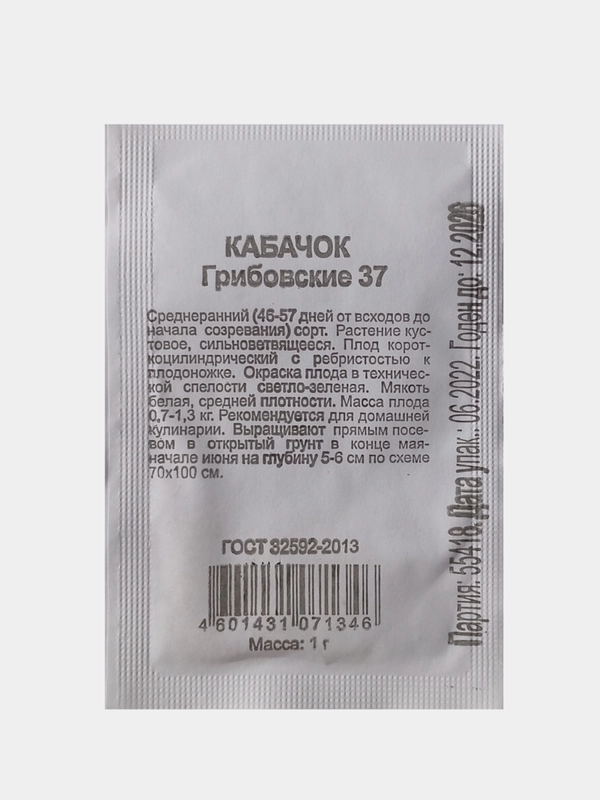 КАБАЧОК
Грибовские 37
Среднеранний (46-57 дней от всходов до
начала созревания) сорт. Растение кус-
товое, сильноветвящееся. Плод корот-
коцилиндрический с ребристостью к
плодоножке. Окраска плода в техничес-
кой спелости светло-зеленая. Мякоть
белая, средней плотности. Масса плода
0,7-1,3 кг. Рекомендуется для домашней
кулинарии. Выращивают прямым посе-
вом в открытый грунт в конце мая-
начале июня на глубину 5-6 см по схеме
70х100 см.
ГОСТ 32592-2013
4 601431 071346
Масса: 1 г
Партия: 55418. Дата упак.: 06.2022. Годен до: 12.2026